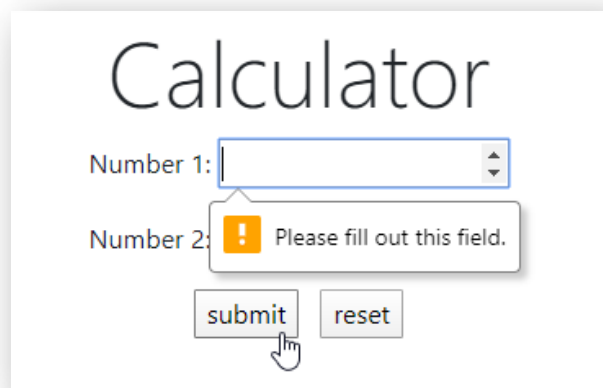 Calculator
Number 1:
Number 2:
! Please fill out this field.
submit reset